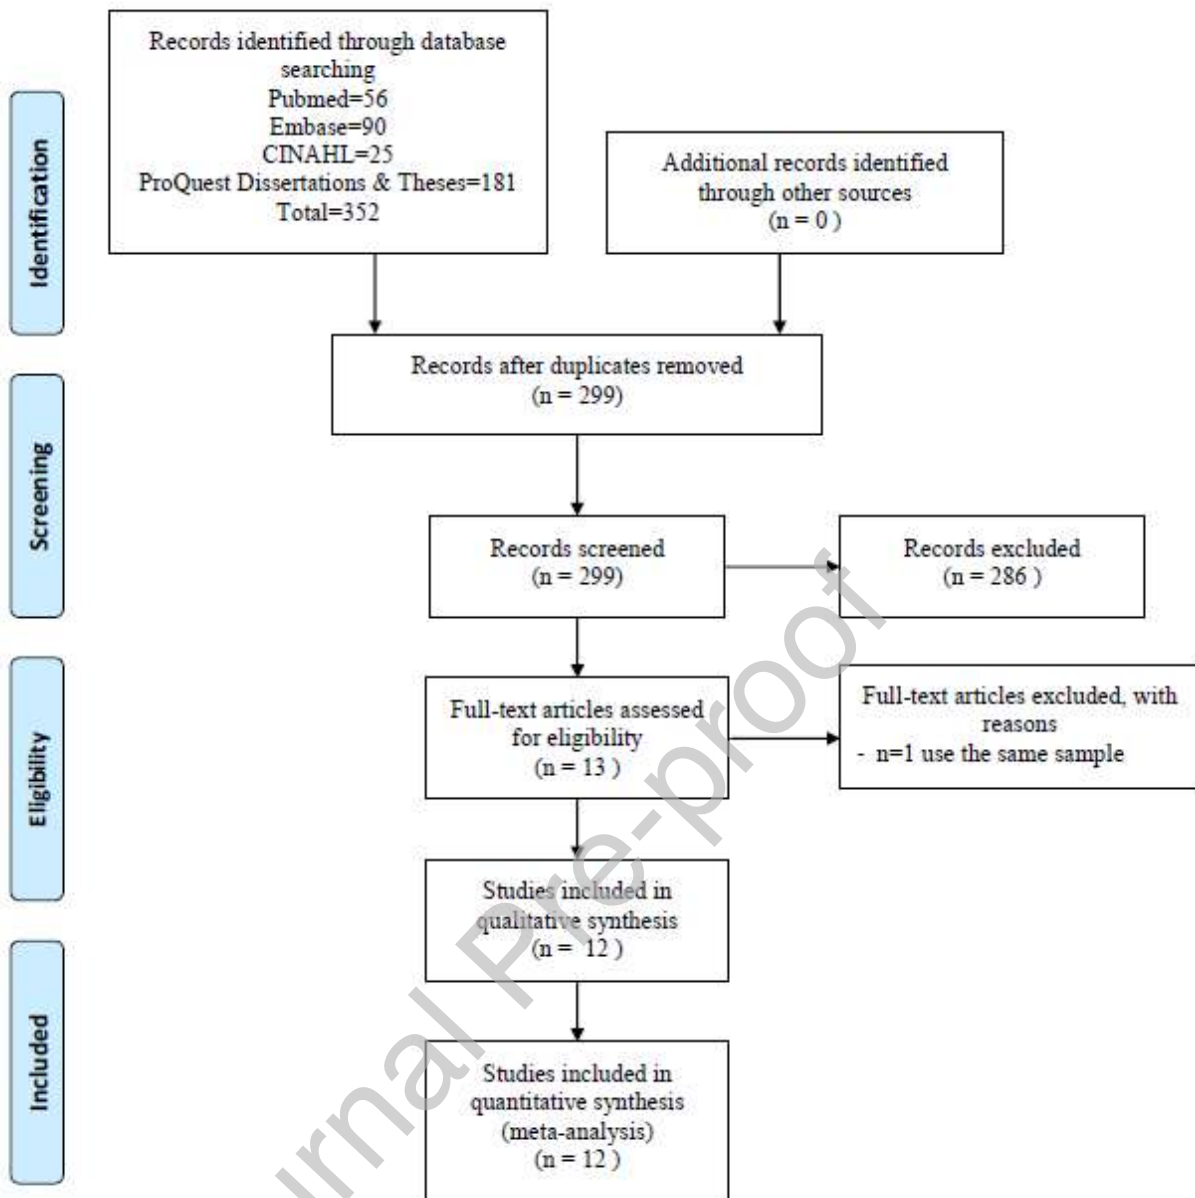 Identification
Records identified through database
searching
Pubmed=56
Embase=90
CINAHL=25
ProQuest Dissertations & Theses=181
Total=352
Additional records identified
through other sources
(n = 0 )
Records after duplicates removed
(n = 299)
Screening
Records screened
(n = 299)
Records excluded
(n = 286 )
Eligibility
Full-text articles assessed
for eligibility
(n = 13 )
Full-text articles excluded, with
reasons
- n=1 use the same sample
Studies included in
qualitative synthesis
(n = 12 )
Included
Studies included in
quantitative synthesis
(meta-analysis)
(n = 12 )
urnal Pre-proof